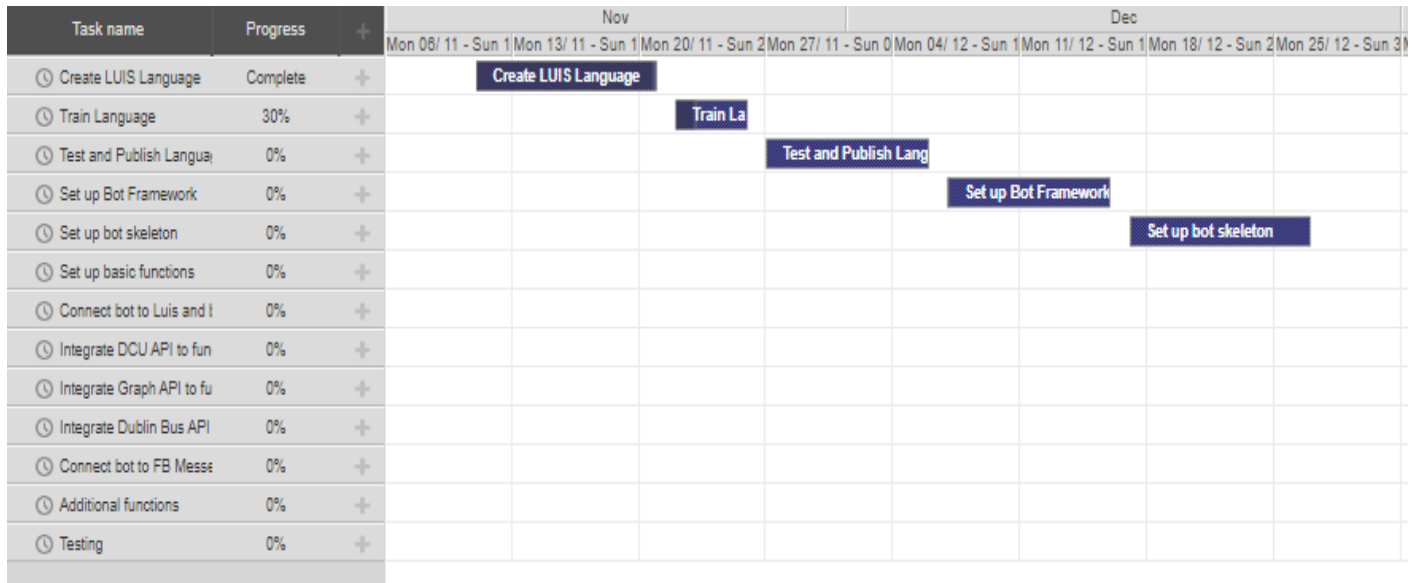 Task name Progress + Nov Dec
Mon 06/ 11 - Sun 1 Mon 13/ 11 - Sun 1 Mon 20/ 11 - Sun 2 Mon 27/ 11 - Sun 0 Mon 04/ 12 - Sun 1 Mon 11/ 12 - Sun 1 Mon 18/ 12 - Sun 2 Mon 25/ 12 - Sun 3
Create LUIS Language Complete + Create LUIS Language
Train Language 30% + Train La
Test and Publish Langua 0% + Test and Publish Lang
Set up Bot Framework 0% + Set up Bot Framework
Set up bot skeleton 0% + Set up bot skeleton
Set up basic functions 0% +
Connect bot to Luis and 0% +
Integrate DCU API to fun 0% +
Integrate Graph API to fu 0% +
Integrate Dublin Bus API 0% +
Connect bot to FB Messe 0% +
Additional functions 0% +
Testing 0% +